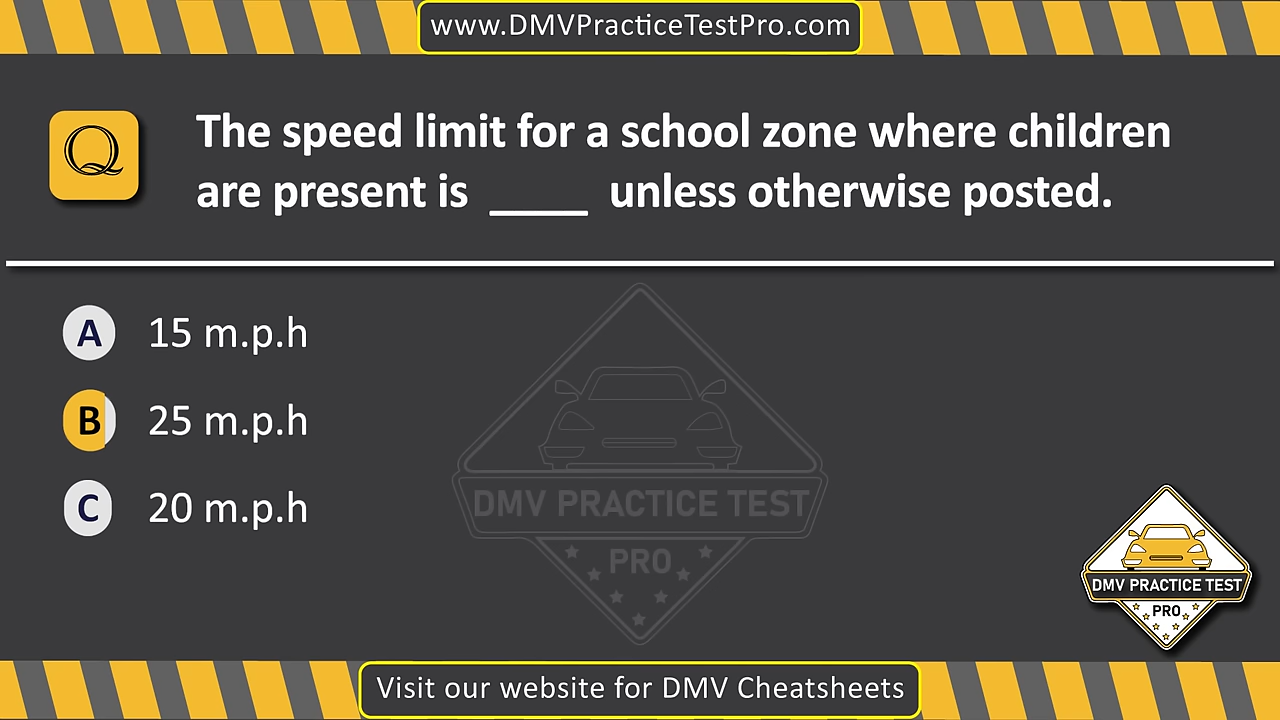 www.DMVPracticeTestPro.com
Q
The speed limit for a school zone where children
are present is ____ unless otherwise posted.
A 15 m.p.h
B 25 m.p.h
C 20 m.p.h
DMV PRACTICE TEST
PRO
DMV PRACTICE TEST
PRO
Visit our website for DMV Cheatsheets